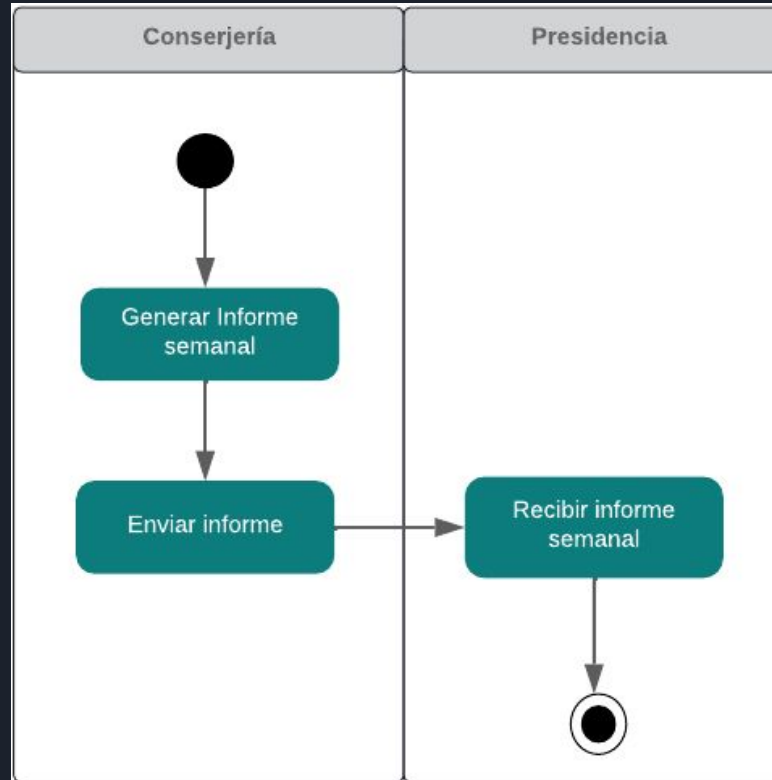 Conserjería
Presidencia
Generar Informe
semanal
Enviar informe
Recibir informe
semanal